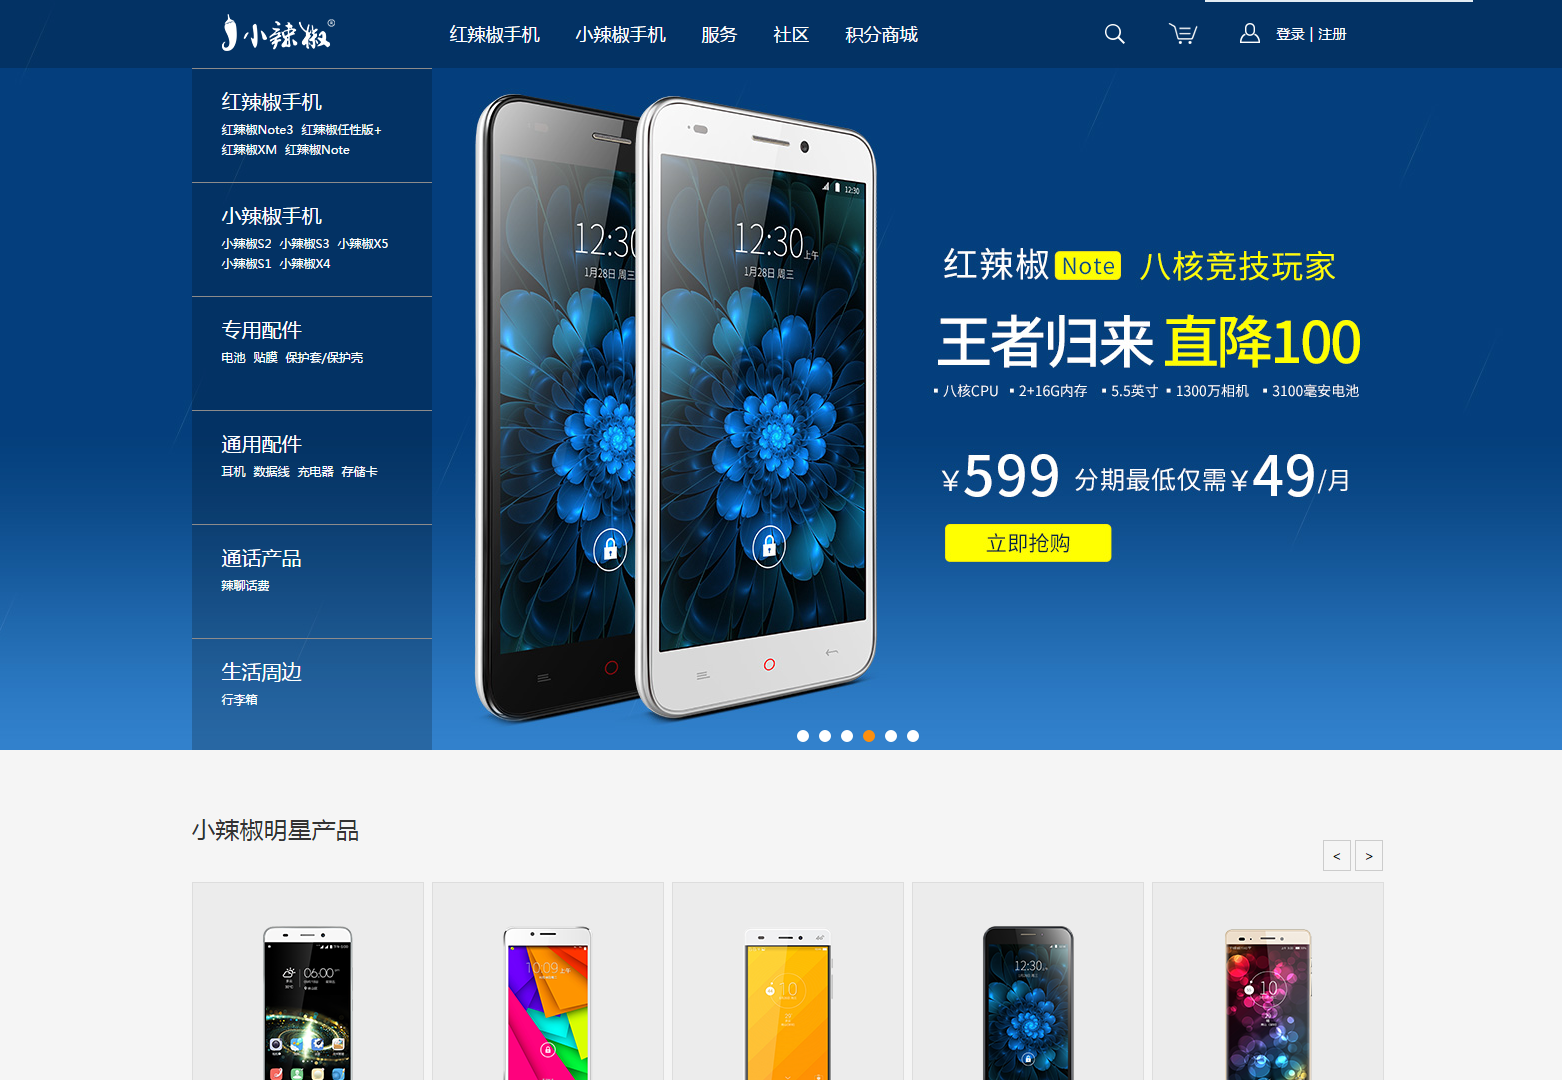 小辣椒®
红辣椒手机 小辣椒手机 服务 社区 积分商城 登录 | 注册
红辣椒手机
红辣椒Note3 红辣椒任性版+
红辣椒XM 红辣椒Note
小辣椒手机
小辣椒S2 小辣椒S3 小辣椒X5
小辣椒S1 小辣椒X4
专用配件
电池 贴膜 保护套/保护壳
通用配件
耳机 数据线 充电器 存储卡
通话产品
辣聊话费
生活周边
行李箱
12:30
1月28日 周三
12:30
12:30上午
1月28日 周三
红辣椒 Note 八核竞技玩家
王者归来 直降100
▪ 八核CPU ▪ 2+16G内存 ▪ 5.5英寸 ▪ 1300万相机 ▪ 3100毫安电池
¥599 分期最低仅需¥49/月
立即抢购
小辣椒明星产品
< >
06:00
10:09上午
10
12:30
10